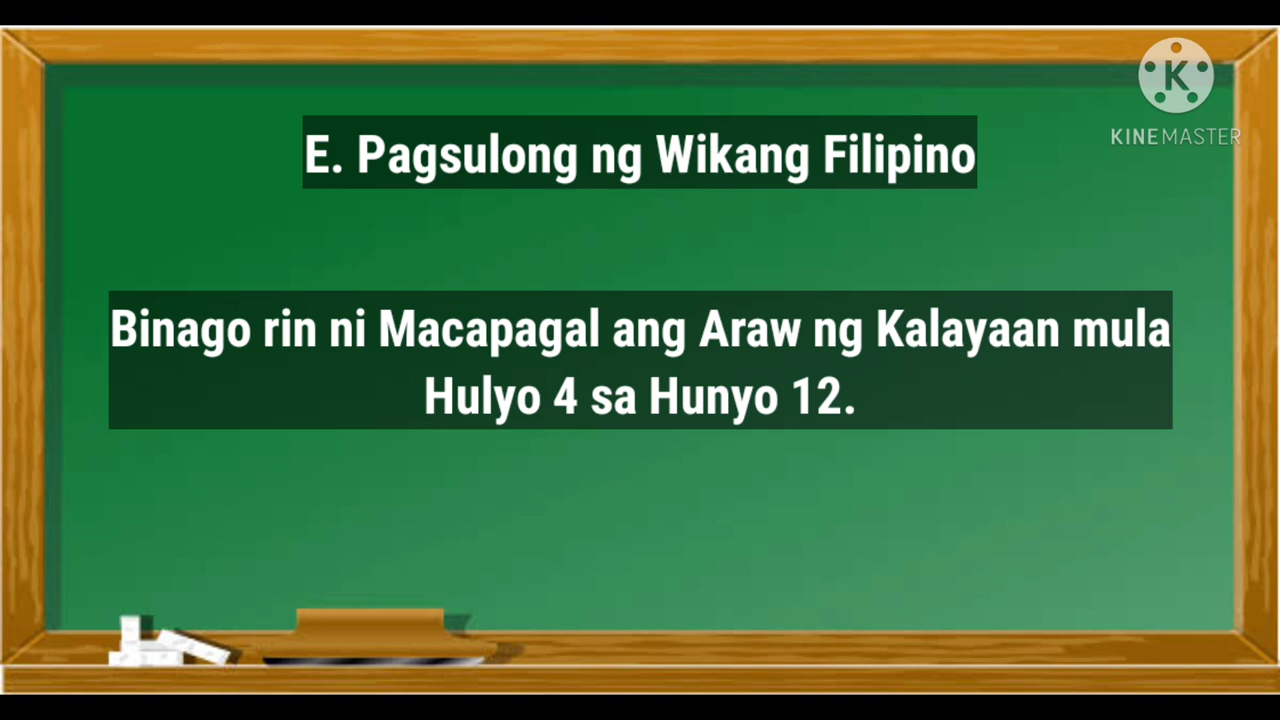 E. Pagsulong ng Wikang Filipino
Binago rin ni Macapagal ang Araw ng Kalayaan mula
Hulyo 4 sa Hunyo 12.
K
KINEMASTER